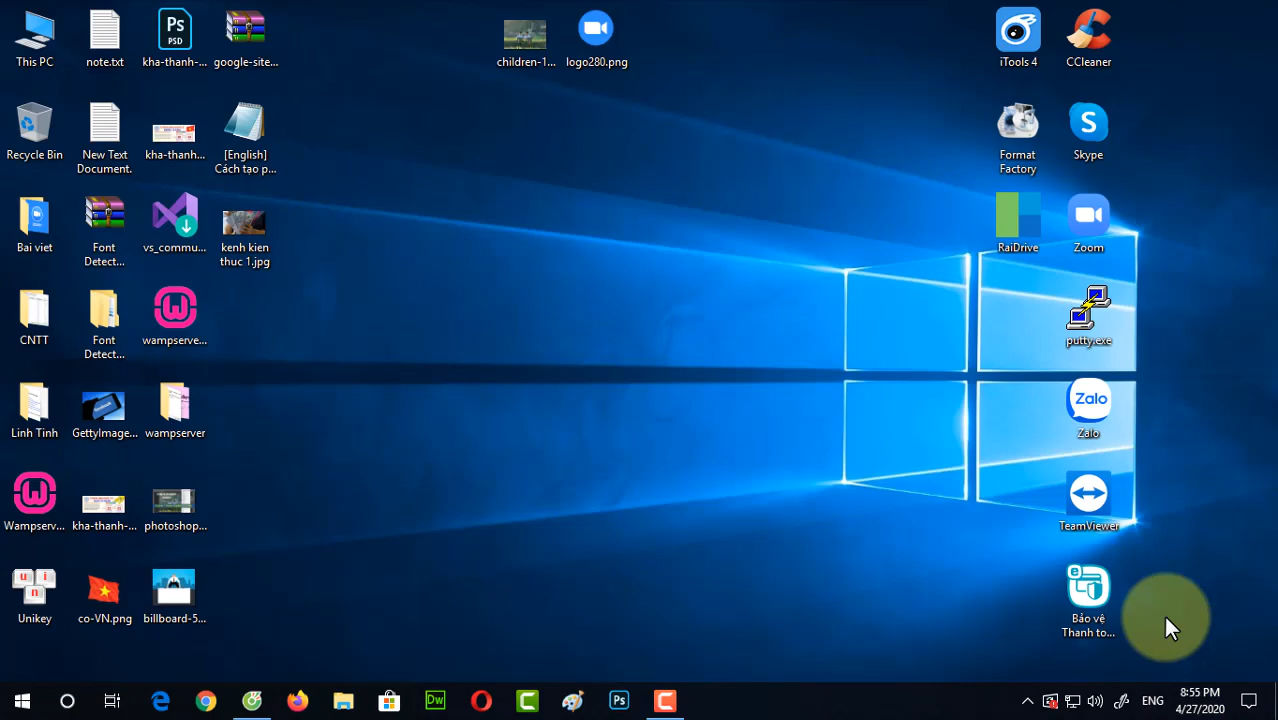 This PC
note.txt
Ps
PSD
kha-thanh-...
google-site...
children-1...
logo280.png
iTools 4
CCleaner
Recycle Bin
New Text
Document.
kha-thanh...
[English]
Cách tạo p...
Format
Factory
S
Skype
Bai viet
Font
Detect...
vs_commu...
kenh kien
thuc 1.jpg
RaiDrive
Zoom
CNTT
Font
Detect...
wampserve...
putty.exe
Linh Tinh
GettyImage...
wampserver
Zalo
Zalo
Wampserv...
kha-thanh-...
photoshop...
TeamViewer
u i
n
Unikey
co-VN.png
billboard-5...
e
Bảo vệ
Thanh to...
Dw
Ps
ENG
8:55 PM
4/27/2020